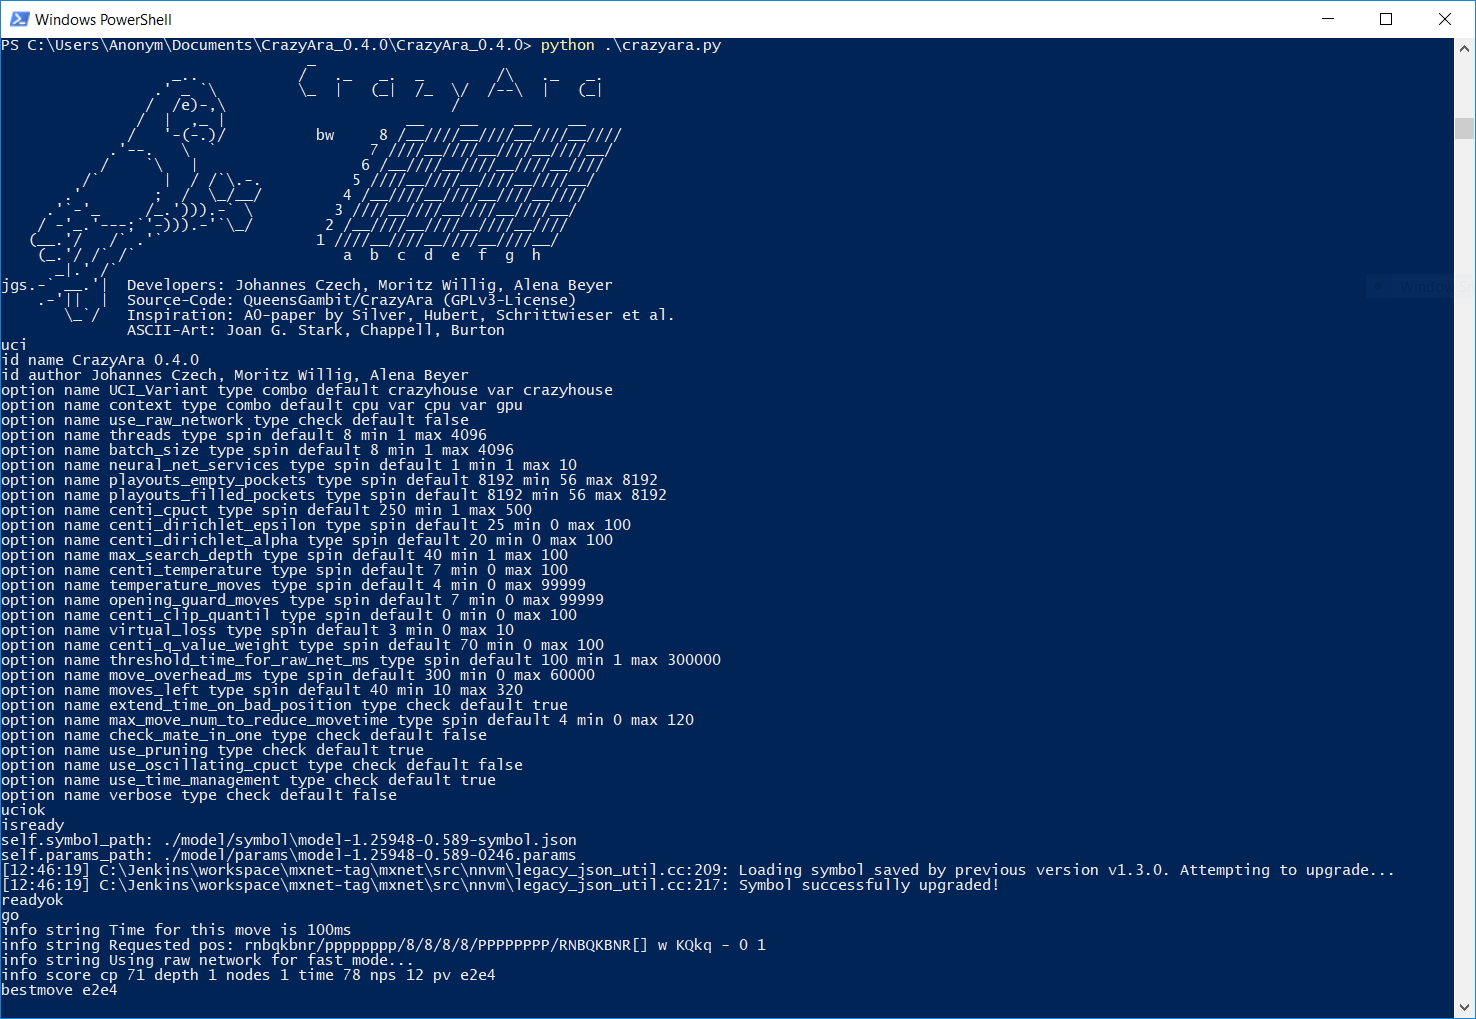 Windows PowerShell
PS C:\Users\Anonym\Documents\CrazyAra_0.4.0\CrazyAra_0.4.0> python .\crazyara.py
bw 8
7
6
5
4
3
2
1
a b c d e f g h
jgs Developers: Johannes Czech, Moritz Willig, Alena Beyer
Source-Code: QueensGambit/CrazyAra (GPLv3-License)
Inspiration: A0-paper by Silver, Hubert, Schrittwieser et al.
ASCII-Art: Joan G. Stark, Chappell, Burton
uci
id name CrazyAra 0.4.0
id author Johannes Czech, Moritz Willig, Alena Beyer
option name UCI_Variant type combo default crazyhouse var crazyhouse
option name context type combo default cpu var cpu var gpu
option name use_raw_network type check default false
option name threads type spin default 8 min 1 max 4096
option name batch_size type spin default 8 min 1 max 4096
option name neural_net_services type spin default 1 min 1 max 10
option name playouts_empty_pockets type spin default 8192 min 56 max 8192
option name playouts_filled_pockets type spin default 8192 min 56 max 8192
option name centi_cpuct type spin default 250 min 1 max 500
option name centi_dirichlet_epsilon type spin default 25 min 0 max 100
option name centi_dirichlet_alpha type spin default 20 min 0 max 100
option name max_search_depth type spin default 40 min 1 max 100
option name centi_temperature type spin default 7 min 0 max 100
option name temperature_moves type spin default 4 min 0 max 99999
option name opening_guard_moves type spin default 7 min 0 max 99999
option name centi_clip_quantil type spin default 0 min 0 max 100
option name virtual_loss type spin default 3 min 0 max 10
option name centi_q_value_weight type spin default 70 min 0 max 100
option name threshold_time_for_raw_net_ms type spin default 100 min 1 max 300000
option name move_overhead_ms type spin default 300 min 0 max 60000
option name moves_left type spin default 40 min 10 max 320
option name extend_time_on_bad_position type check default true
option name max_move_num_to_reduce_movetime type spin default 4 min 0 max 120
option name check_mate_in_one type check default false
option name use_pruning type check default true
option name use_oscillating_cpuct type check default false
option name use_time_management type check default true
option name verbose type check default false
uciok
isready
self.symbol_path: ./model/symbol\model-1.25948-0.589-symbol.json
self.params_path: ./model/params\model-1.25948-0.589-0246.params
[12:46:19] C:\Jenkins\workspace\mxnet-tag\mxnet\src\nnvm\legacy_json_util.cc:209: Loading symbol saved by previous version v1.3.0. Attempting to upgrade...
[12:46:19] C:\Jenkins\workspace\mxnet-tag\mxnet\src\nnvm\legacy_json_util.cc:217: Symbol successfully upgraded!
readyok
go
info string Time for this move is 100ms
info string Requested pos: rnbqkbnr/pppppppp/8/8/8/8/PPPPPPPP/RNBQKBNR[] w KQkq - 0 1
info string Using raw network for fast mode...
info score cp 71 depth 1 nodes 1 time 78 nps 12 pv e2e4
bestmove e2e4